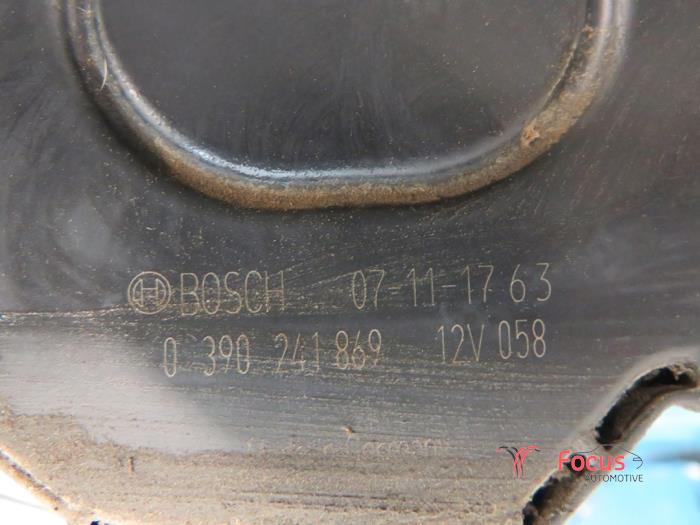 BOSCH 07-11-17 63
0 390 241 869 12V 058
Focus
AUTOMOTIVE